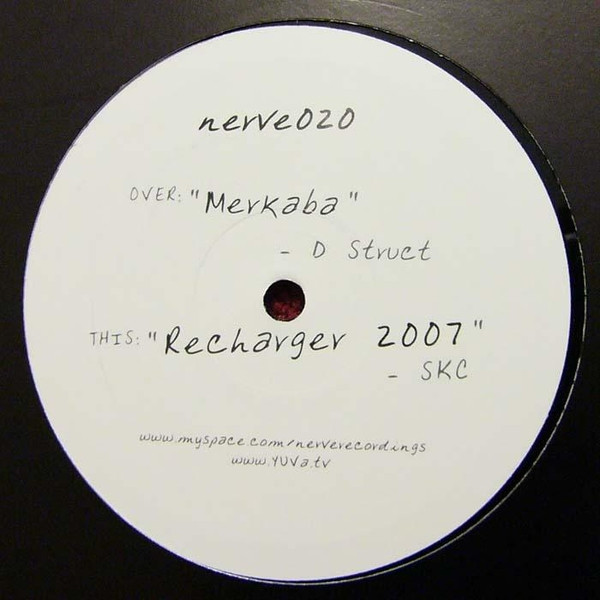 nerve020
OVER: "Merkaba"
- D Struct
THIS: "Recharger 2007"
- SKC
www.myspace.com/nerverecordings
www.YUVa.tv